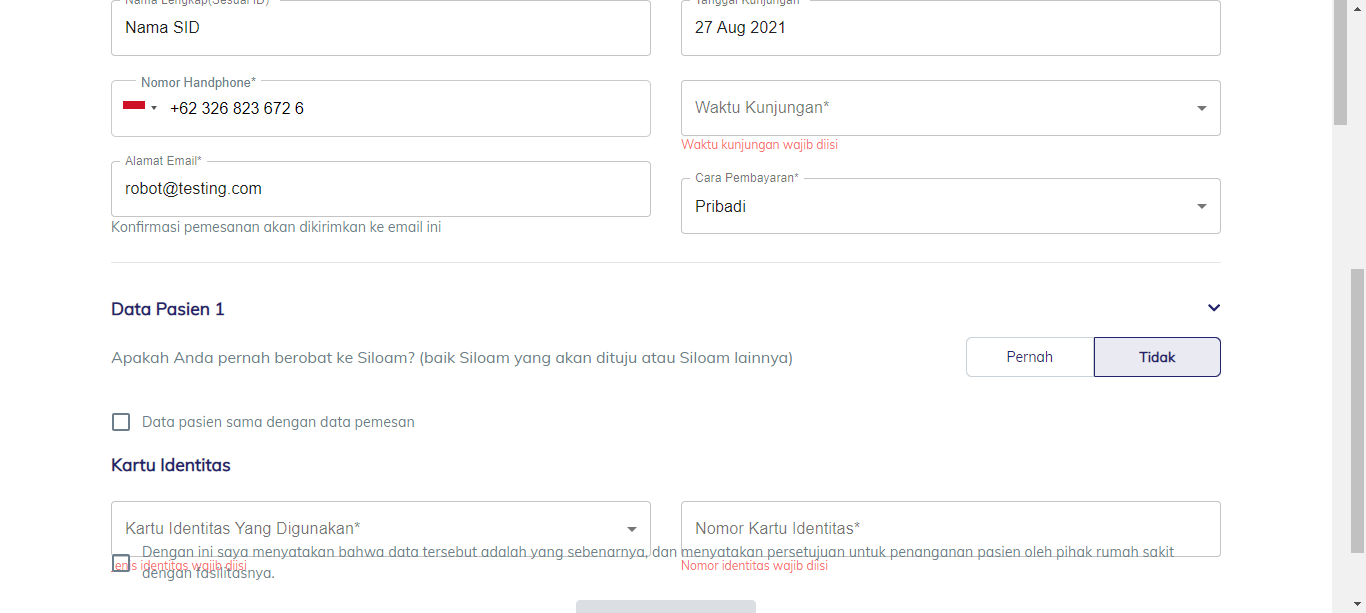 Nama Lengkap(Sesuai ID)*
Tanggal Kunjungan*
Nama SID
27 Aug 2021
Nomor Handphone*
+62 326 823 672 6
Waktu Kunjungan*
Waktu kunjungan wajib diisi
Alamat Email*
robot@testing.com
Konfirmasi pemesanan akan dikirimkan ke email ini
Cara Pembayaran*
Pribadi
Data Pasien 1
Apakah Anda pernah berobat ke Siloam? (baik Siloam yang akan dituju atau Siloam lainnya)
Pernah
Tidak
Data pasien sama dengan data pemesan
Kartu Identitas
Kartu Identitas Yang Digunakan*
Nomor Kartu Identitas*
Dengan ini saya menyatakan bahwa data tersebut adalah yang sebenarnya, dan menyatakan persetujuan untuk penanganan pasien oleh pihak rumah sakit
dengan fasilitasnya.
Jenis identitas wajib diisi
Nomor identitas wajib diisi